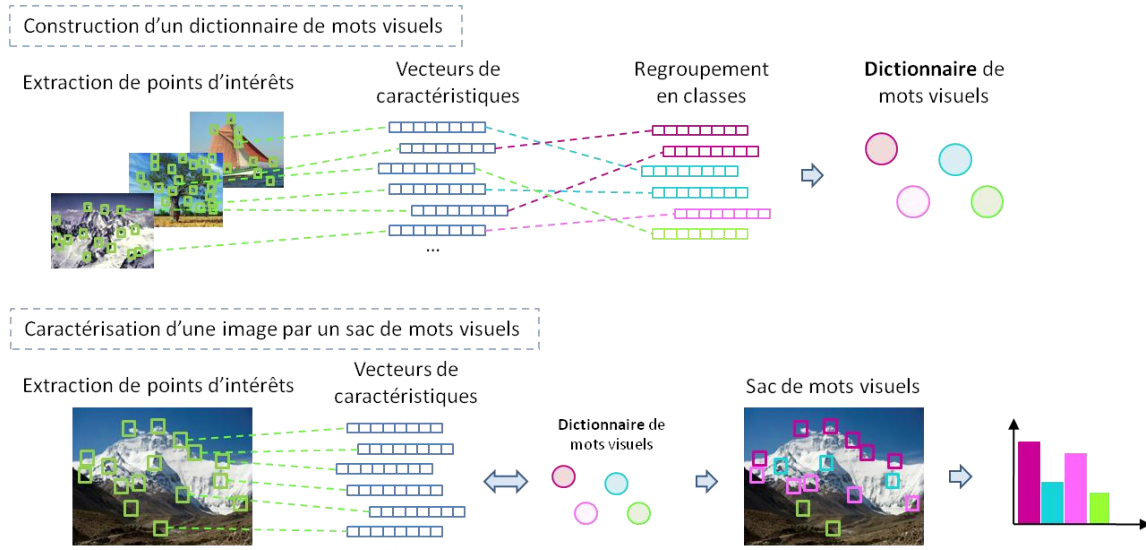 Construction d'un dictionnaire de mots visuels
Extraction de points d'intérêts
Vecteurs de
caractéristiques
Regroupement
en classes
Dictionnaire de
mots visuels
...
Caractérisation d'une image par un sac de mots visuels
Extraction de points d'intérêts
Vecteurs de
caractéristiques
Dictionnaire de
mots visuels
Sac de mots visuels